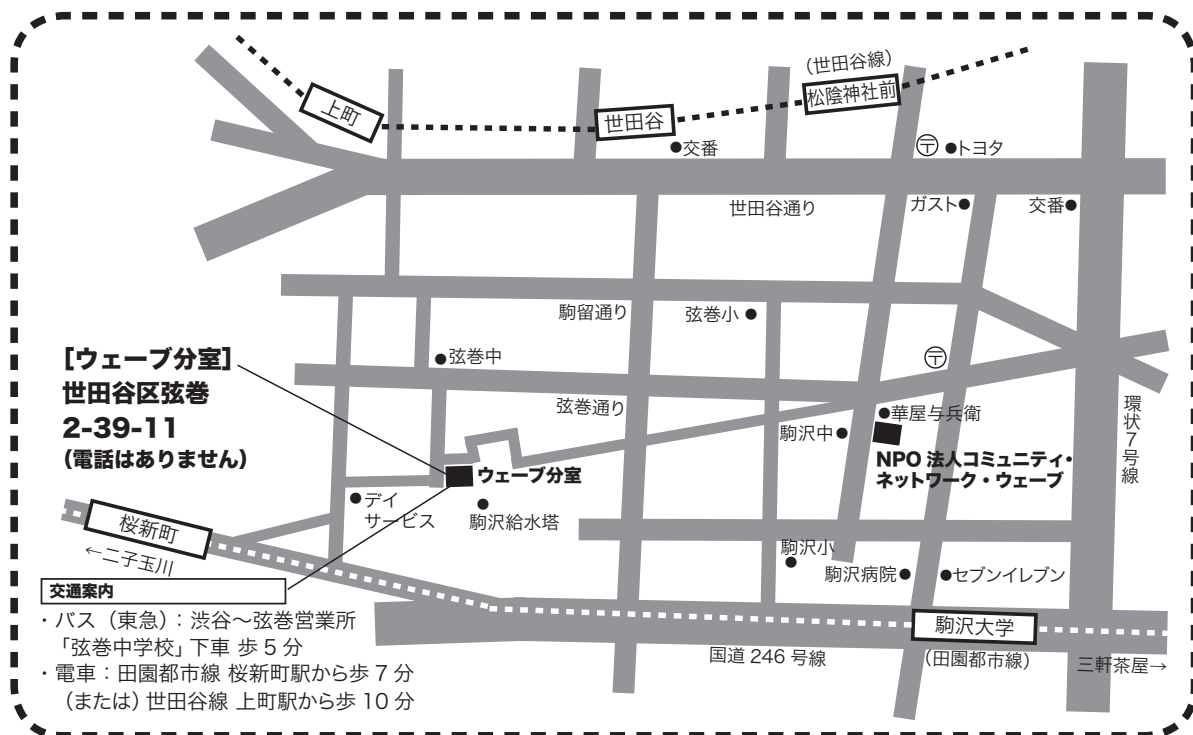 (世田谷線)
上町
世田谷
松陰神社前
●交番
〒 ●トヨタ
世田谷通り
ガスト●
交番●
駒留通り
弦巻小 ●
[ウェーブ分室]
世田谷区弦巻
2-39-11
(電話はありません)
●弦巻中
〒
弦巻通り
●華屋与兵衛
駒沢中 ●
NPO 法人コミュニティ・
ネットワーク・ウェーブ
環状7号線
ウェーブ分室
● デイ
サービス
●
駒沢給水塔
桜新町
←二子玉川
駒沢小
●
駒沢病院 ●
●セブンイレブン
駒沢大学
(田園都市線)
国道 246 号線
三軒茶屋→
交通案内
・バス(東急):渋谷〜弦巻営業所
「弦巻中学校」下車 歩 5 分
・電車:田園都市線 桜新町駅から歩 7 分
(または) 世田谷線 上町駅から歩 10 分